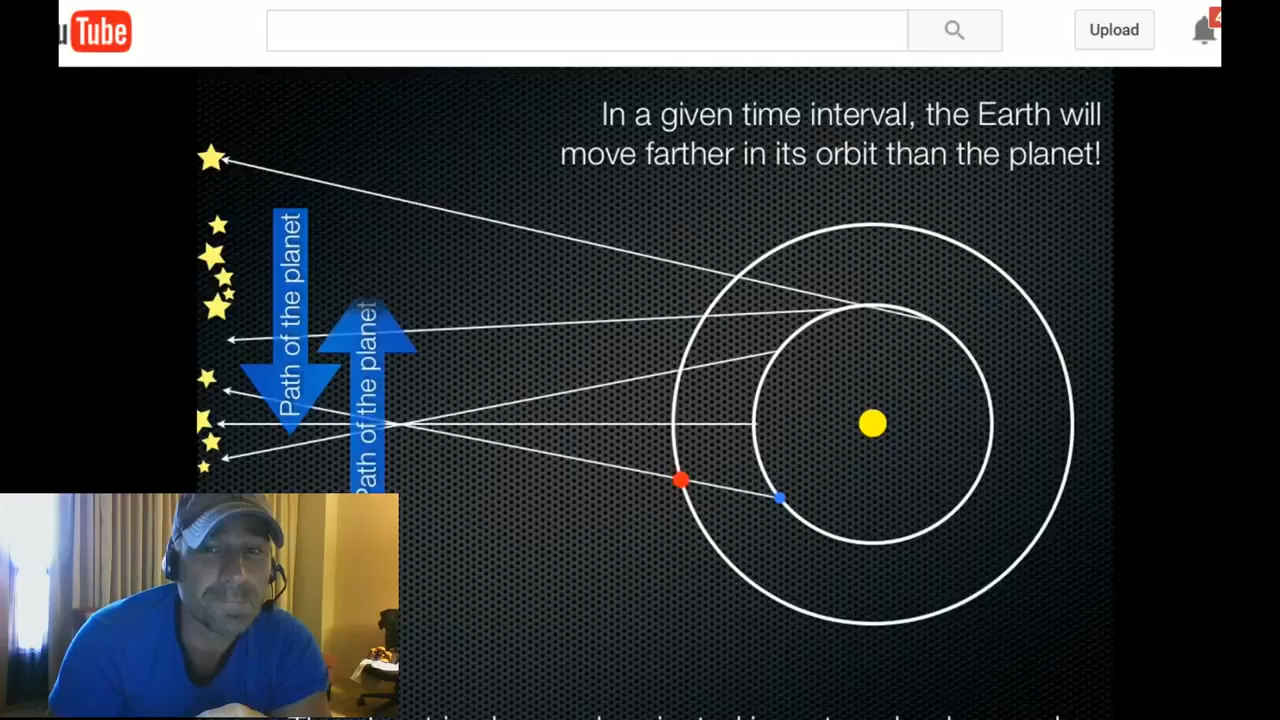 Tube
Upload
4
In a given time interval, the Earth will
move farther in its orbit than the planet!
Path of the planet
Path of the planet